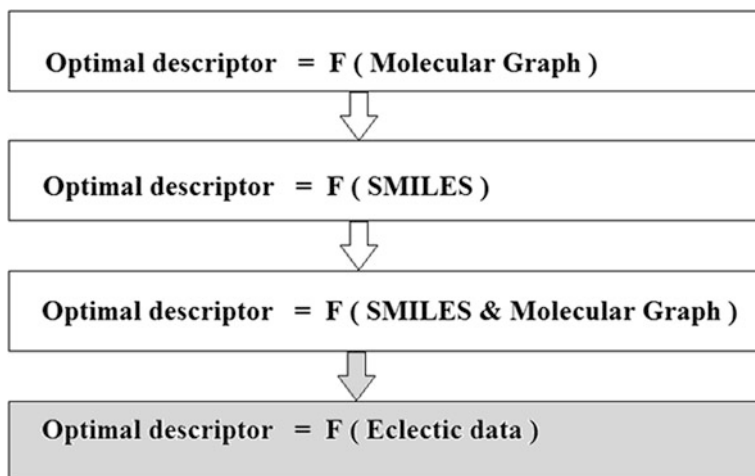 Optimal descriptor = F ( Molecular Graph )
Optimal descriptor = F ( SMILES )
Optimal descriptor = F ( SMILES & Molecular Graph )
Optimal descriptor = F ( Eclectic data )